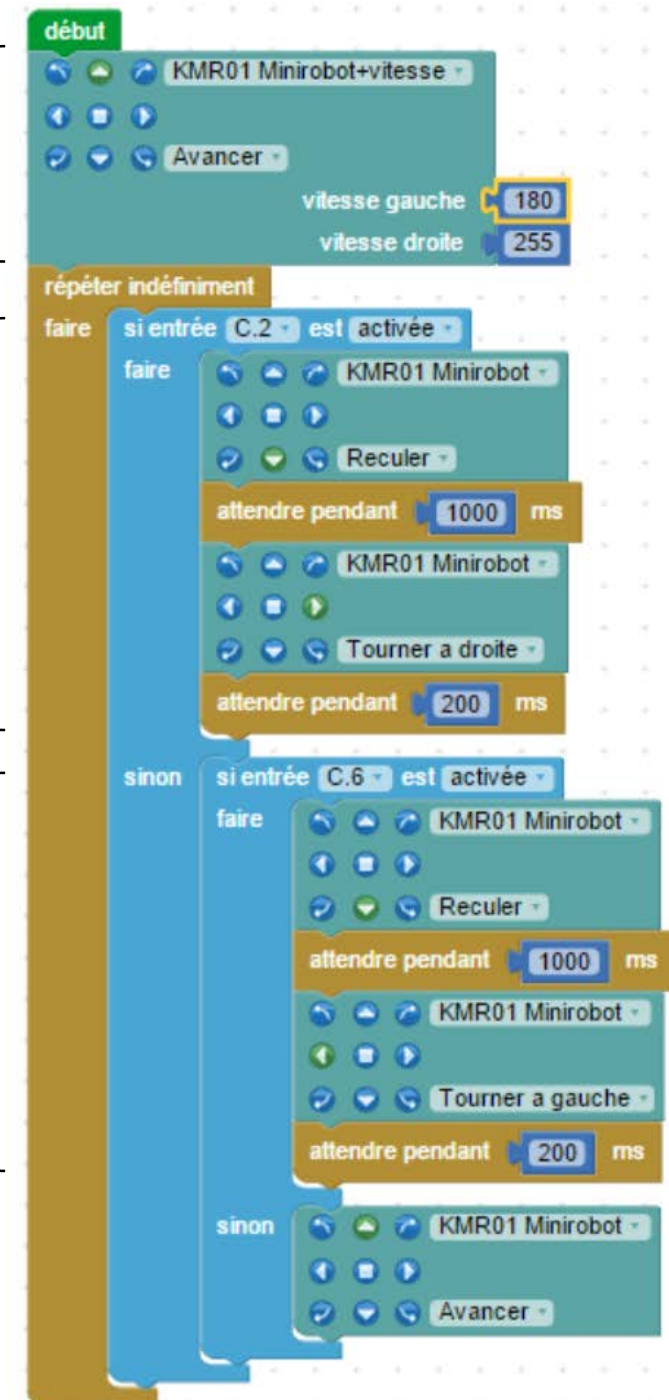 début
KMR01 Minirobot+vitesse
Avancer
vitesse gauche 180
vitesse droite 255
répéter indéfiniment
faire si entrée C.2 est activée
faire KMR01 Minirobot
Reculer
attendre pendant 1000 ms
KMR01 Minirobot
Tourner a droite
attendre pendant 200 ms
sinon si entrée C.6 est activée
faire KMR01 Minirobot
Reculer
attendre pendant 1000 ms
KMR01 Minirobot
Tourner a gauche
attendre pendant 200 ms
sinon KMR01 Minirobot
Avancer